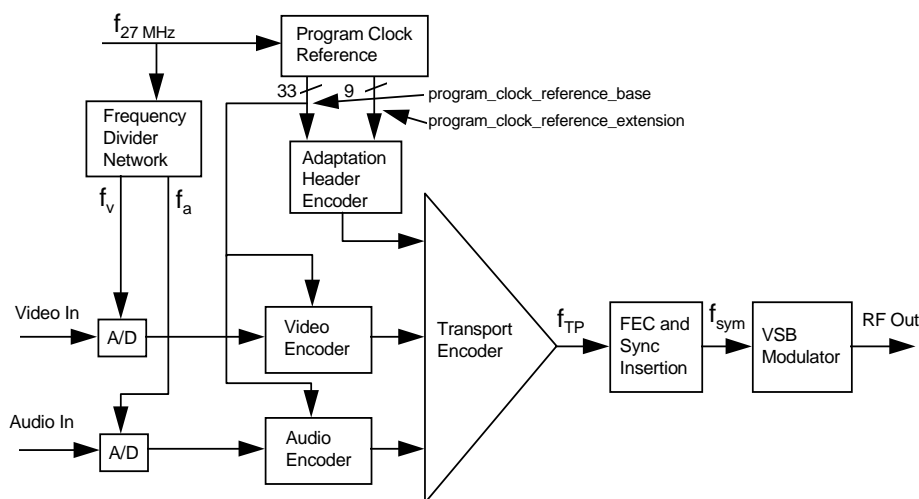 f27 MHz
Program Clock
Reference
33
9
program_clock_reference_base
program_clock_reference_extension
Frequency
Divider
Network
Adaptation
Header
Encoder
fv
fa
Video In
A/D
Video
Encoder
Transport
Encoder
fTP
FEC and
Sync
Insertion
fsym
VSB
Modulator
RF Out
Audio In
A/D
Audio
Encoder